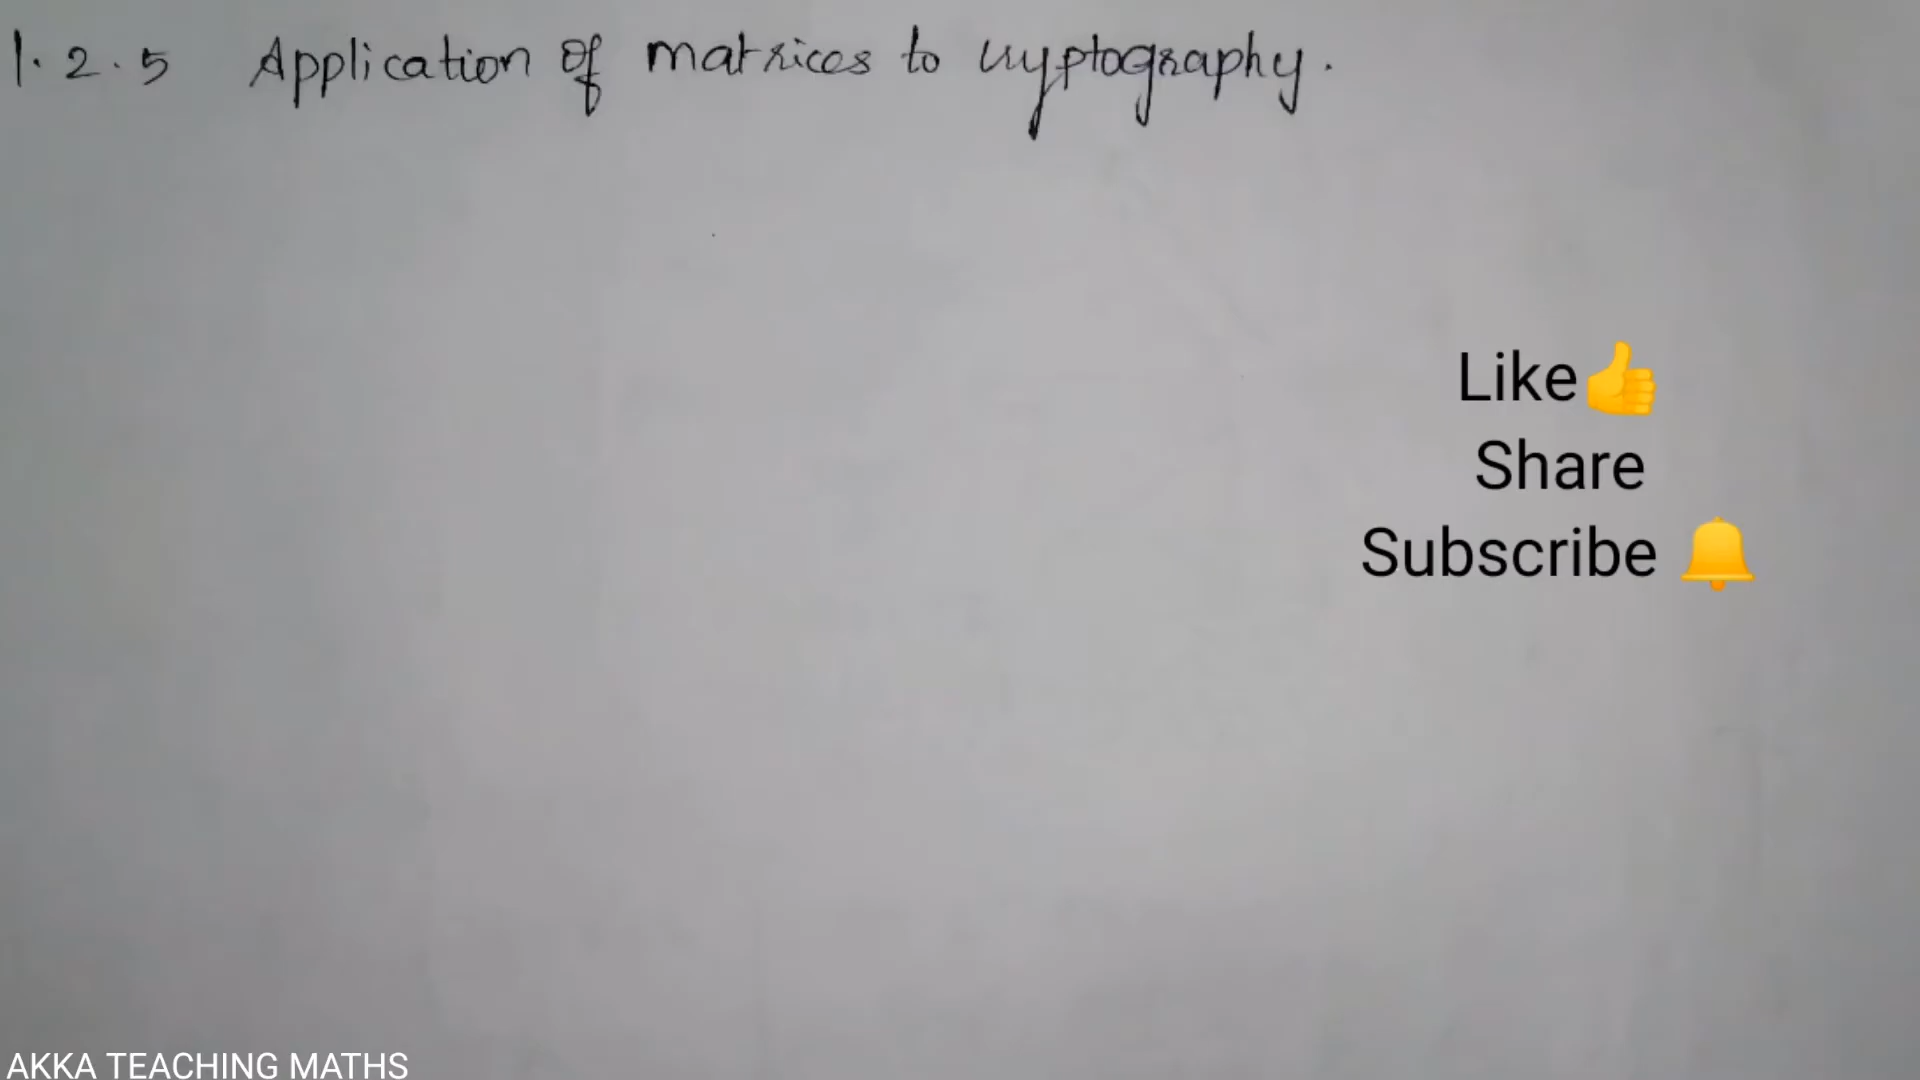 1.2.5 Application of matrices to cryptography.
Like👍
Share
Subscribe 🔔
AKKA TEACHING MATHS